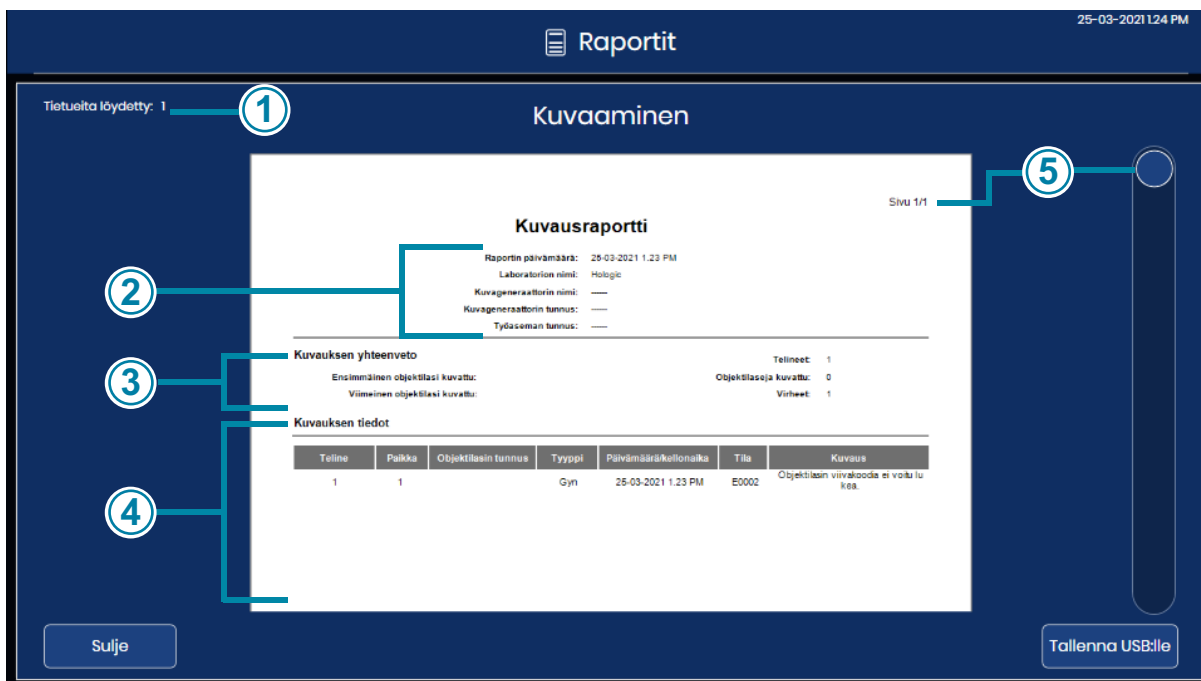 25-03-2021 1.24 PM
Raportit
Tietueita löydetty: 1
1
Kuvaaminen
5
Sivu 1/1
Kuvausraportti
2
Raportin päivämäärä: 25-03-2021 1.23 PM
Laboratorion nimi: Hologic
Kuvageneraattorin nimi: -----
Kuvageneraattorin tunnus: -----
Työaseman tunnus: -----
3
Kuvauksen yhteenveto
Telineet: 1
Ensimmäinen objektilasi kuvattu: Objektilaseja kuvattu: 0
Viimeinen objektilasi kuvattu: Virheet: 1
4
Kuvauksen tiedot
Teline Paikka Objektilasin tunnus Tyyppi Päivämäärä/kellonaika Tila Kuvaus
1 1 Gyn 25-03-2021 1.23 PM E0002 Objektilasin viivakoodia ei voitu lu
kea.
Sulje
Tallenna USB:lle